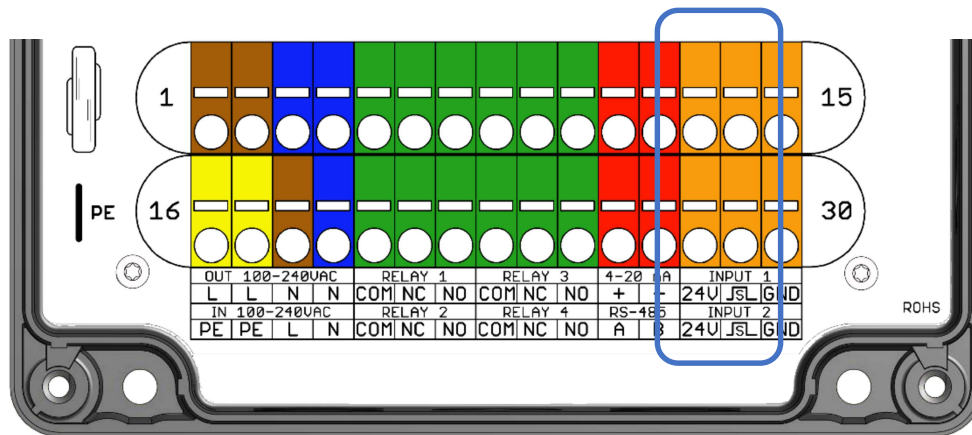 1 15
PE 16 30
OUT 100-240VAC RELAY 1 RELAY 3 4-20 mA INPUT 1
L L N N COM NC NO COM NC NO + - 24V S GND
IN 100-240VAC RELAY 2 RELAY 4 RS-485 INPUT 2
PE PE L N COM NC NO COM NC NO A B 24V S GND
ROHS